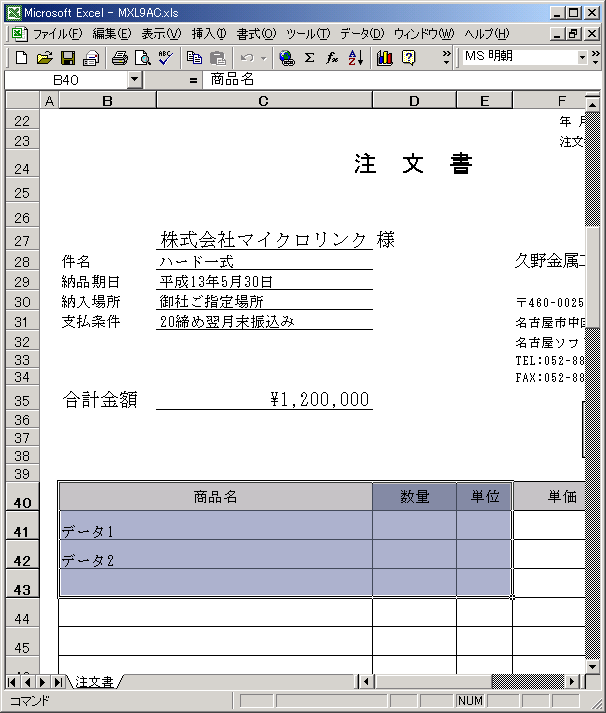 Microsoft Excel - MXL9AC.xls
ファイル(F) 編集(E) 表示(V) 挿入(I) 書式(O) ツール(T) データ(D) ウィンドウ(W) ヘルプ(H)
MS 明朝
B40 = 商品名
A B C D E F
22 年 月
23 注文
24 注 文 書
25
26
27 株式会社マイクロリンク 様
28 件名 ハード一式 久野金属工
29 納品期日 平成13年5月30日
30 納入場所 御社ご指定場所 〒460-0025
31 支払条件 20締め翌月末振込み 名古屋市中区
32 名古屋ソフ
33 TEL:052-88
34 FAX:052-88
35 合計金額 ¥1,200,000
36
37
38
39
40 商品名 数量 単位 単価
41 データ1
42 データ2
43
44
45
注文書
コマンド NUM